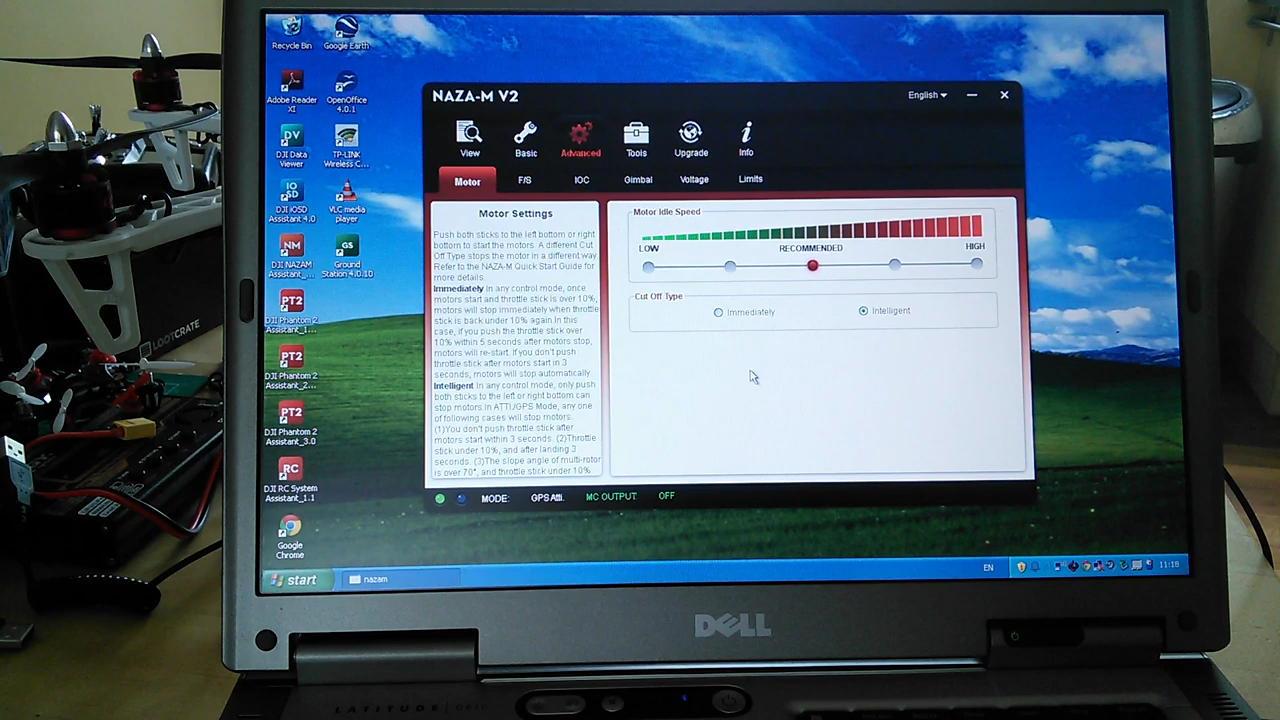 Recycle Bin
Google Earth
Adobe Reader
XI
OpenOffice
4.0.1
DV
DJI Data
Viewer
TP-LINK
Wireless C...
IO
SD
DJI iOSD
Assistant 4.0
VLC media
player
NM
DJI NAZAM
Assistant_...
GS
Ground
Station 4.0.10
PT2
DJI Phantom 2
Assistant_1...
PT2
DJI Phantom 2
Assistant_2...
PT2
DJI Phantom 2
Assistant_3.0
RC
DJI RC System
Assistant_1.1
Google
Chrome
NAZA-M V2
English
View
Basic
Advanced
Tools
Upgrade
Info
Motor
F/S
IOC
Gimbal
Voltage
Limits
Motor Settings
Push both sticks to the left bottom or right
bottom to start the motors. A different Cut
Off Type stops the motor in a different way.
Refer to the NAZA-M Quick Start Guide for
more details.
Immediately In any control mode, once
motors start and throttle stick is over 10%,
motors will stop immediately when throttle
stick is back under 10% again.In this
case, if you push the throttle stick over
10% within 5 seconds after motors stop,
motors will re-start. If you don't push
throttle stick after motors start in 3
seconds, motors will stop automatically.
Intelligent In any control mode, only push
both sticks to the left or right bottom can
stop motors.In ATTI./GPS Mode, any one
of following cases will stop motors:
(1)You don't push throttle stick after
motors start within 3 seconds. (2)Throttle
stick under 10%, and after landing 3
seconds. (3)The slope angle of multi-rotor
is over 70°, and throttle stick under 10%
Motor Idle Speed
LOW
RECOMMENDED
HIGH
Cut Off Type
Immediately
Intelligent
MODE:
GPS Atti.
MC OUTPUT
OFF
start
nazam
EN
11:18
LOOTCRATE
DELL
LATITUDE